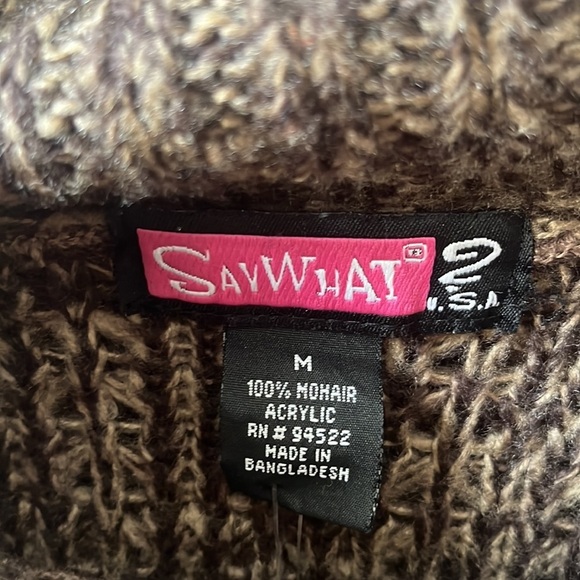 SAYWHAT ?
U.S.A.
M
100% MOHAIR
ACRYLIC
RN # 94522
MADE IN
BANGLADESH